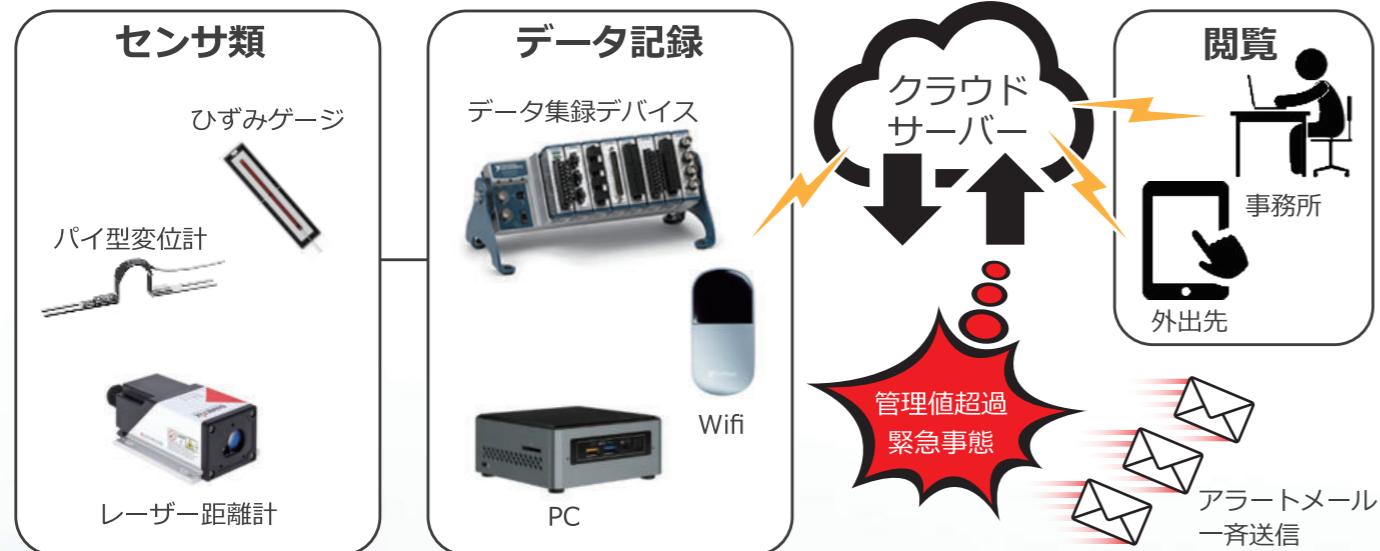 センサ類
ひずみゲージ
パイ型変位計
レーザー距離計
データ記録
データ集録デバイス
Wifi
PC
クラウド
サーバー
管理値超過
緊急事態
アラートメール
一斉送信
閲覧
事務所
外出先